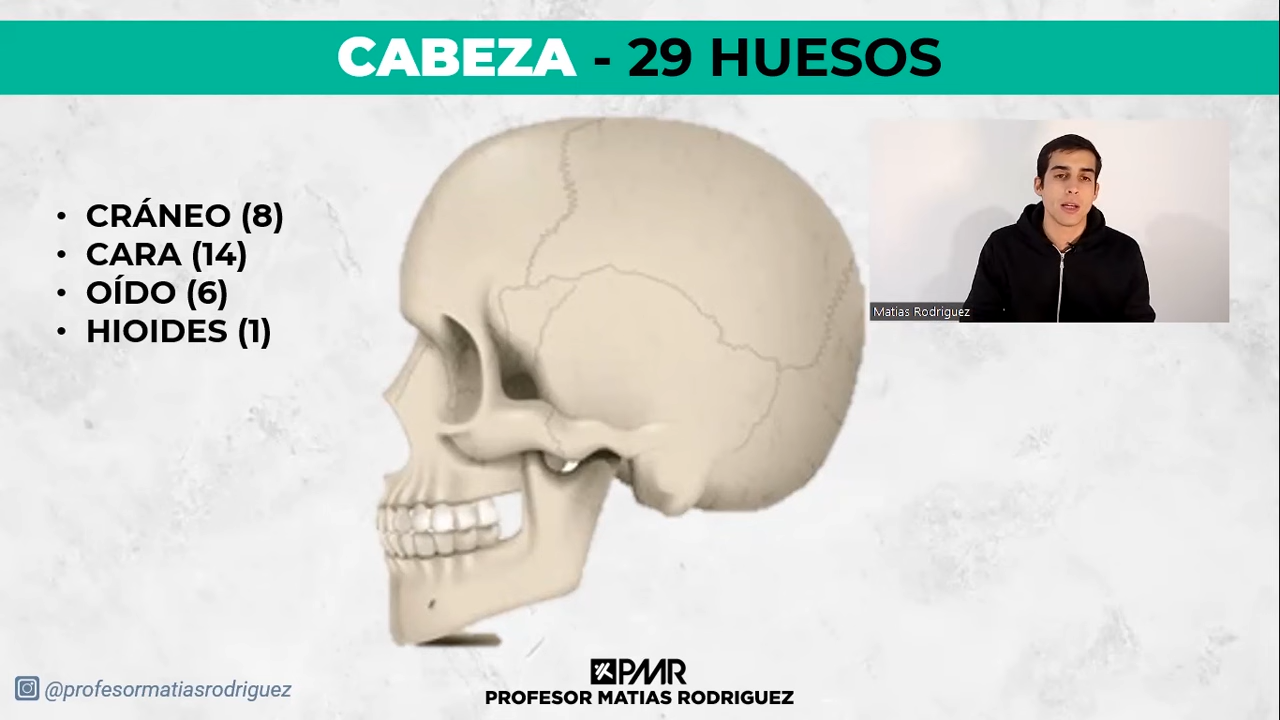 CABEZA - 29 HUESOS
• CRÁNEO (8)
• CARA (14)
• OÍDO (6)
• HIOIDES (1)
Matias Rodriguez
@profesormatiasrodriguez
PMR
PROFESOR MATIAS RODRIGUEZ